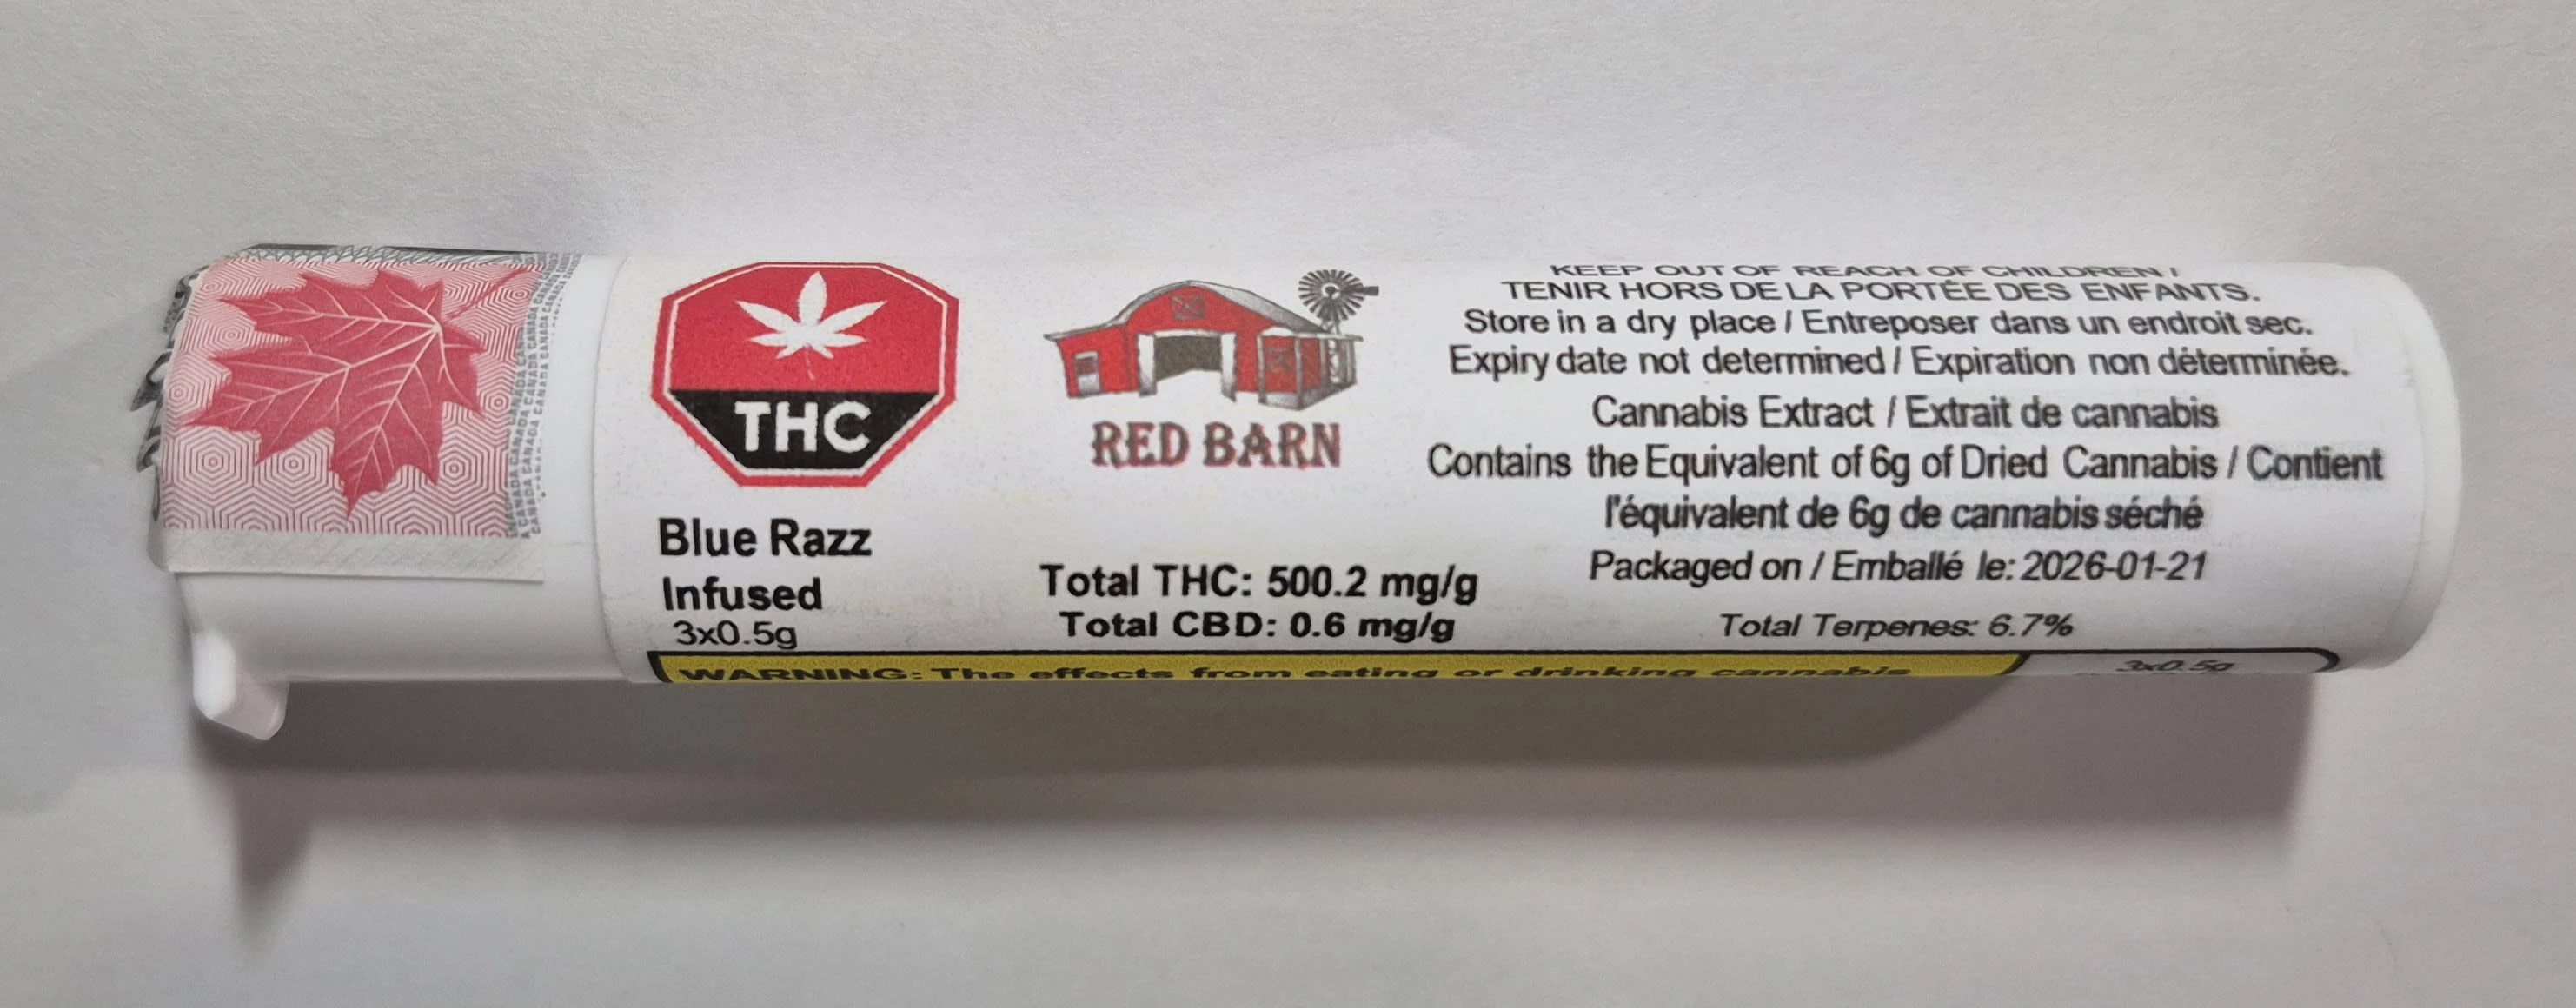 THC
Blue Razz
Infused
3x0.5g
RED BARN
Total THC: 500.2 mg/g
Total CBD: 0.6 mg/g
KEEP OUT OF REACH OF CHILDREN /
TENIR HORS DE LA PORTÉE DES ENFANTS.
Store in a dry place / Entreposer dans un endroit sec.
Expiry date not determined / Expiration non déterminée.
Cannabis Extract / Extrait de cannabis
Contains the Equivalent of 6g of Dried Cannabis / Contient
l'équivalent de 6g de cannabis séché
Packaged on / Emballé le: 2026-01-21
Total Terpenes: 6.7%
WARNING: The effects from eating or drinking cannabis
3x0.5g
CANADA CANADA CANADA CANADA